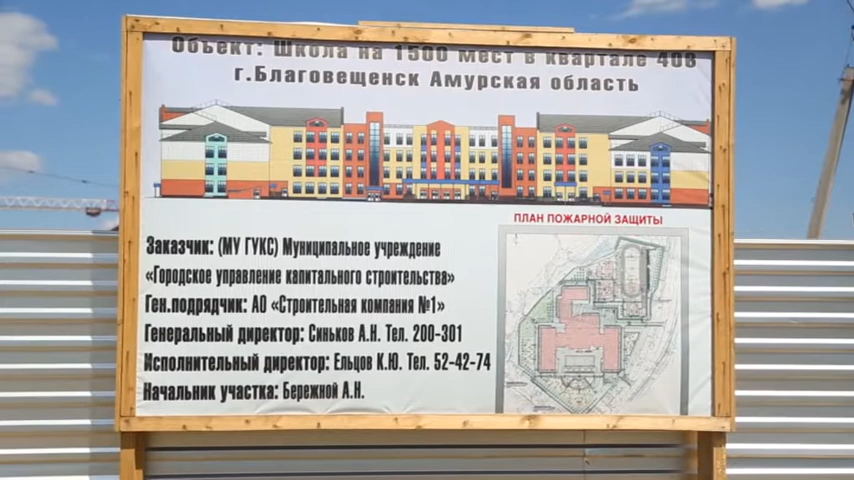 Объект: Школа на 1500 мест в квартале 408
г.Благовещенск Амурская область
ПЛАН ПОЖАРНОЙ ЗАЩИТЫ
Заказчик: (МУ ГУКС) Муниципальное учреждение
«Городское управление капитального строительства»
Ген.подрядчик: АО «Строительная компания №1»
Генеральный директор: Синьков А.Н. Тел. 200-301
Исполнительный директор: Ельцов К.Ю. Тел. 52-42-74
Начальник участка: Бережной А.Н.